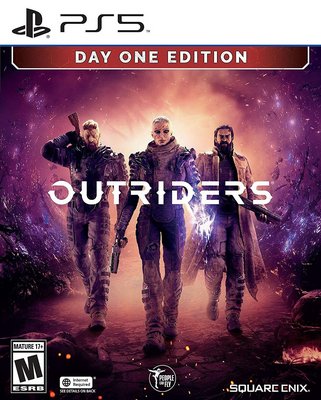 PS5
DAY ONE EDITION
OUTRIDERS
MATURE 17+
M
ESRB
Internet
Required
SEE DETAILS ON BACK
PEOPLE
CAN FLY
SQUARE ENIX